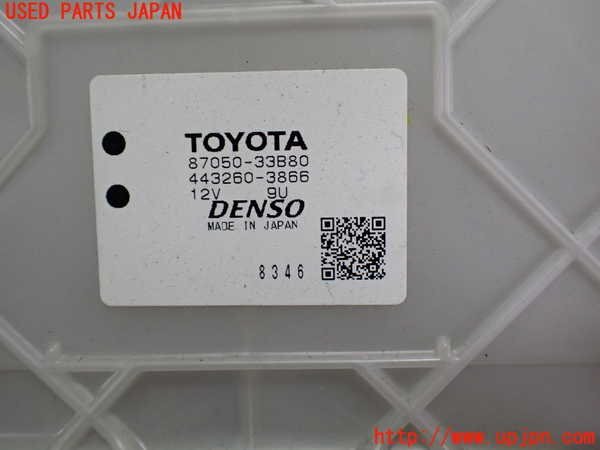 USED PARTS JAPAN
TOYOTA
87050-33B80
443260-3866
12V 9U
DENSO
MADE IN JAPAN
8346
http://www.upjpn.com/